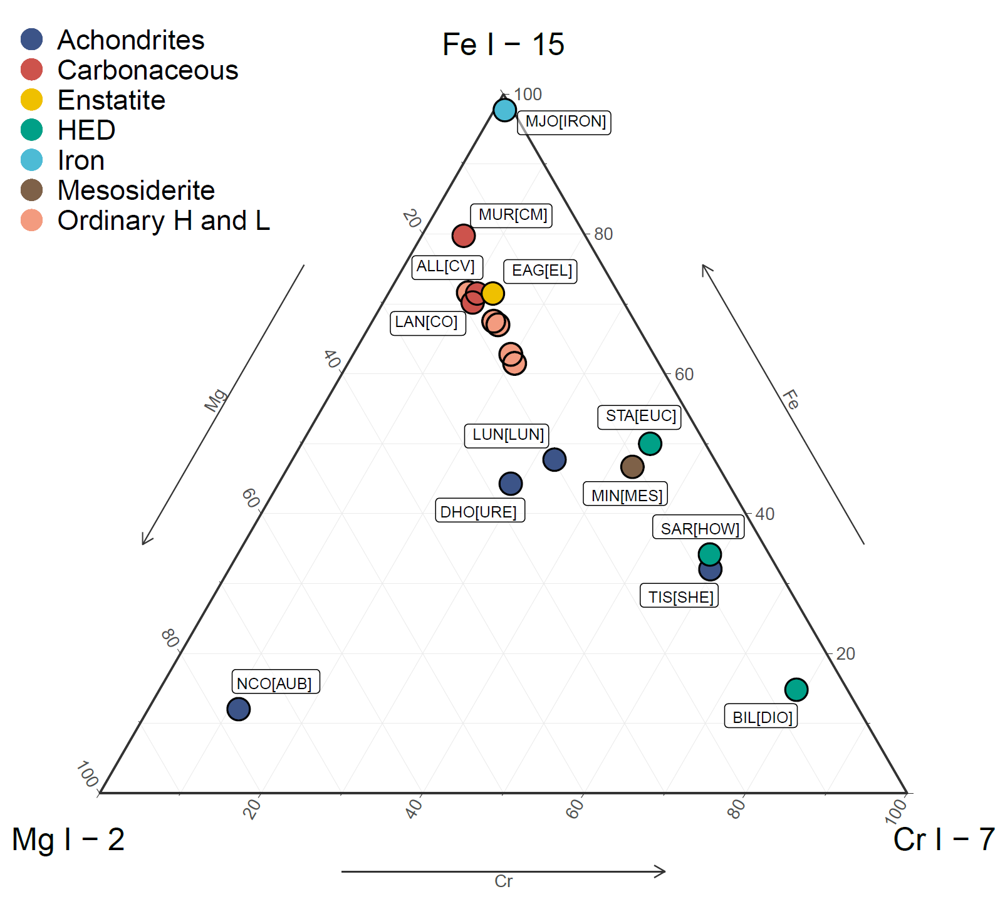 Achondrites
Carbonaceous
Enstatite
HED
Iron
Mesosiderite
Ordinary H and L
Fe I − 15
100
MJO[IRON]
MUR[CM]
20
80
ALL[CV]
EAG[EL]
LAN[CO]
40
60
Mg
Fe
STA[EUC]
LUN[LUN]
MIN[MES]
DHO[URE]
60
40
SAR[HOW]
TIS[SHE]
80
20
NCO[AUB]
BIL[DIO]
100
20
40
60
80
100
Mg I − 2
Cr I − 7
Cr